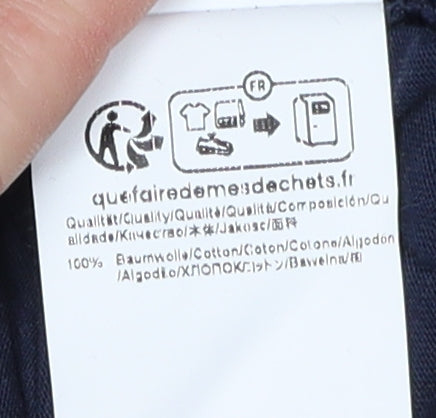 FR
quefairedemesdechets.fr
Qualität/Quality/Qualité/Qualità/Composición/Qu
alidade/Качество/本体/Jakosc/面料
100% Baumwolle/Cotton/Coton/Cotone/Algodón
/Algodão/ХЛОПОК/コットン/Bawełna/棉